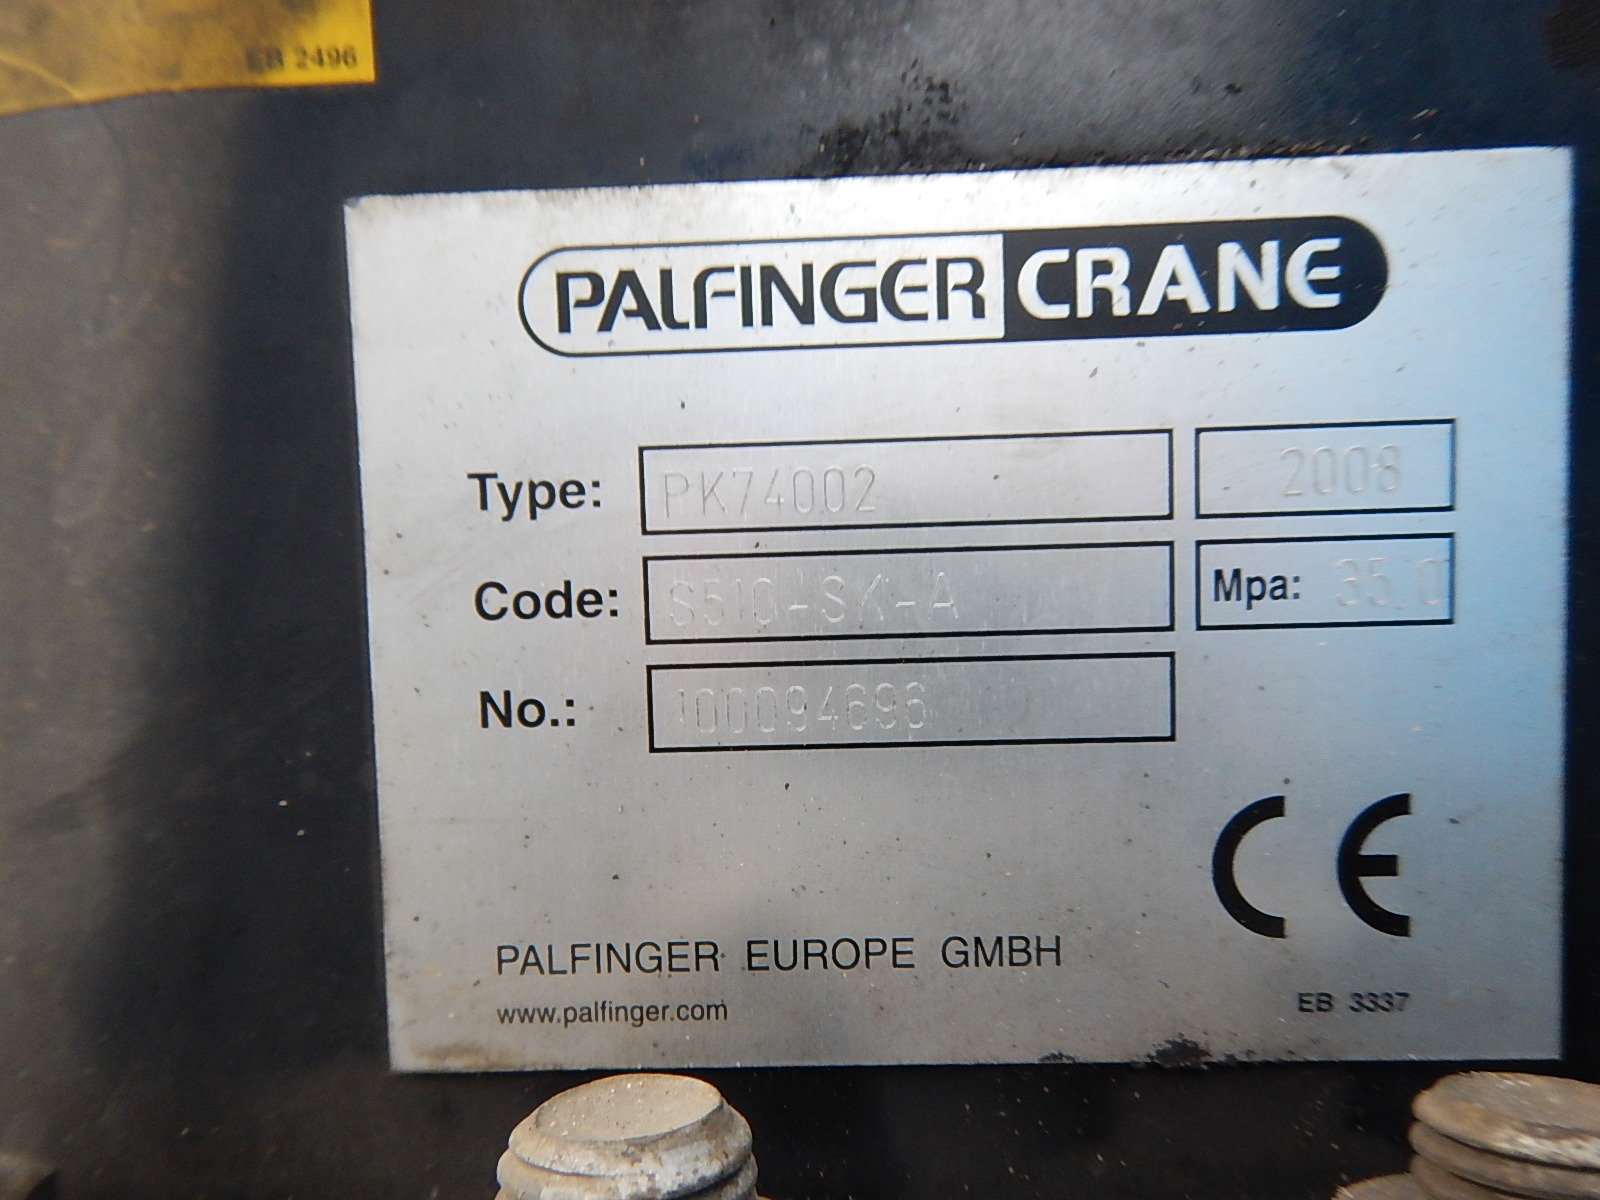 EB 2496
PALFINGER CRANE
Type: PK74002 2008
Code: S510-SK-A Mpa: 35.0
No.: 100094696
CE
PALFINGER EUROPE GMBH
www.palfinger.com
EB 3337